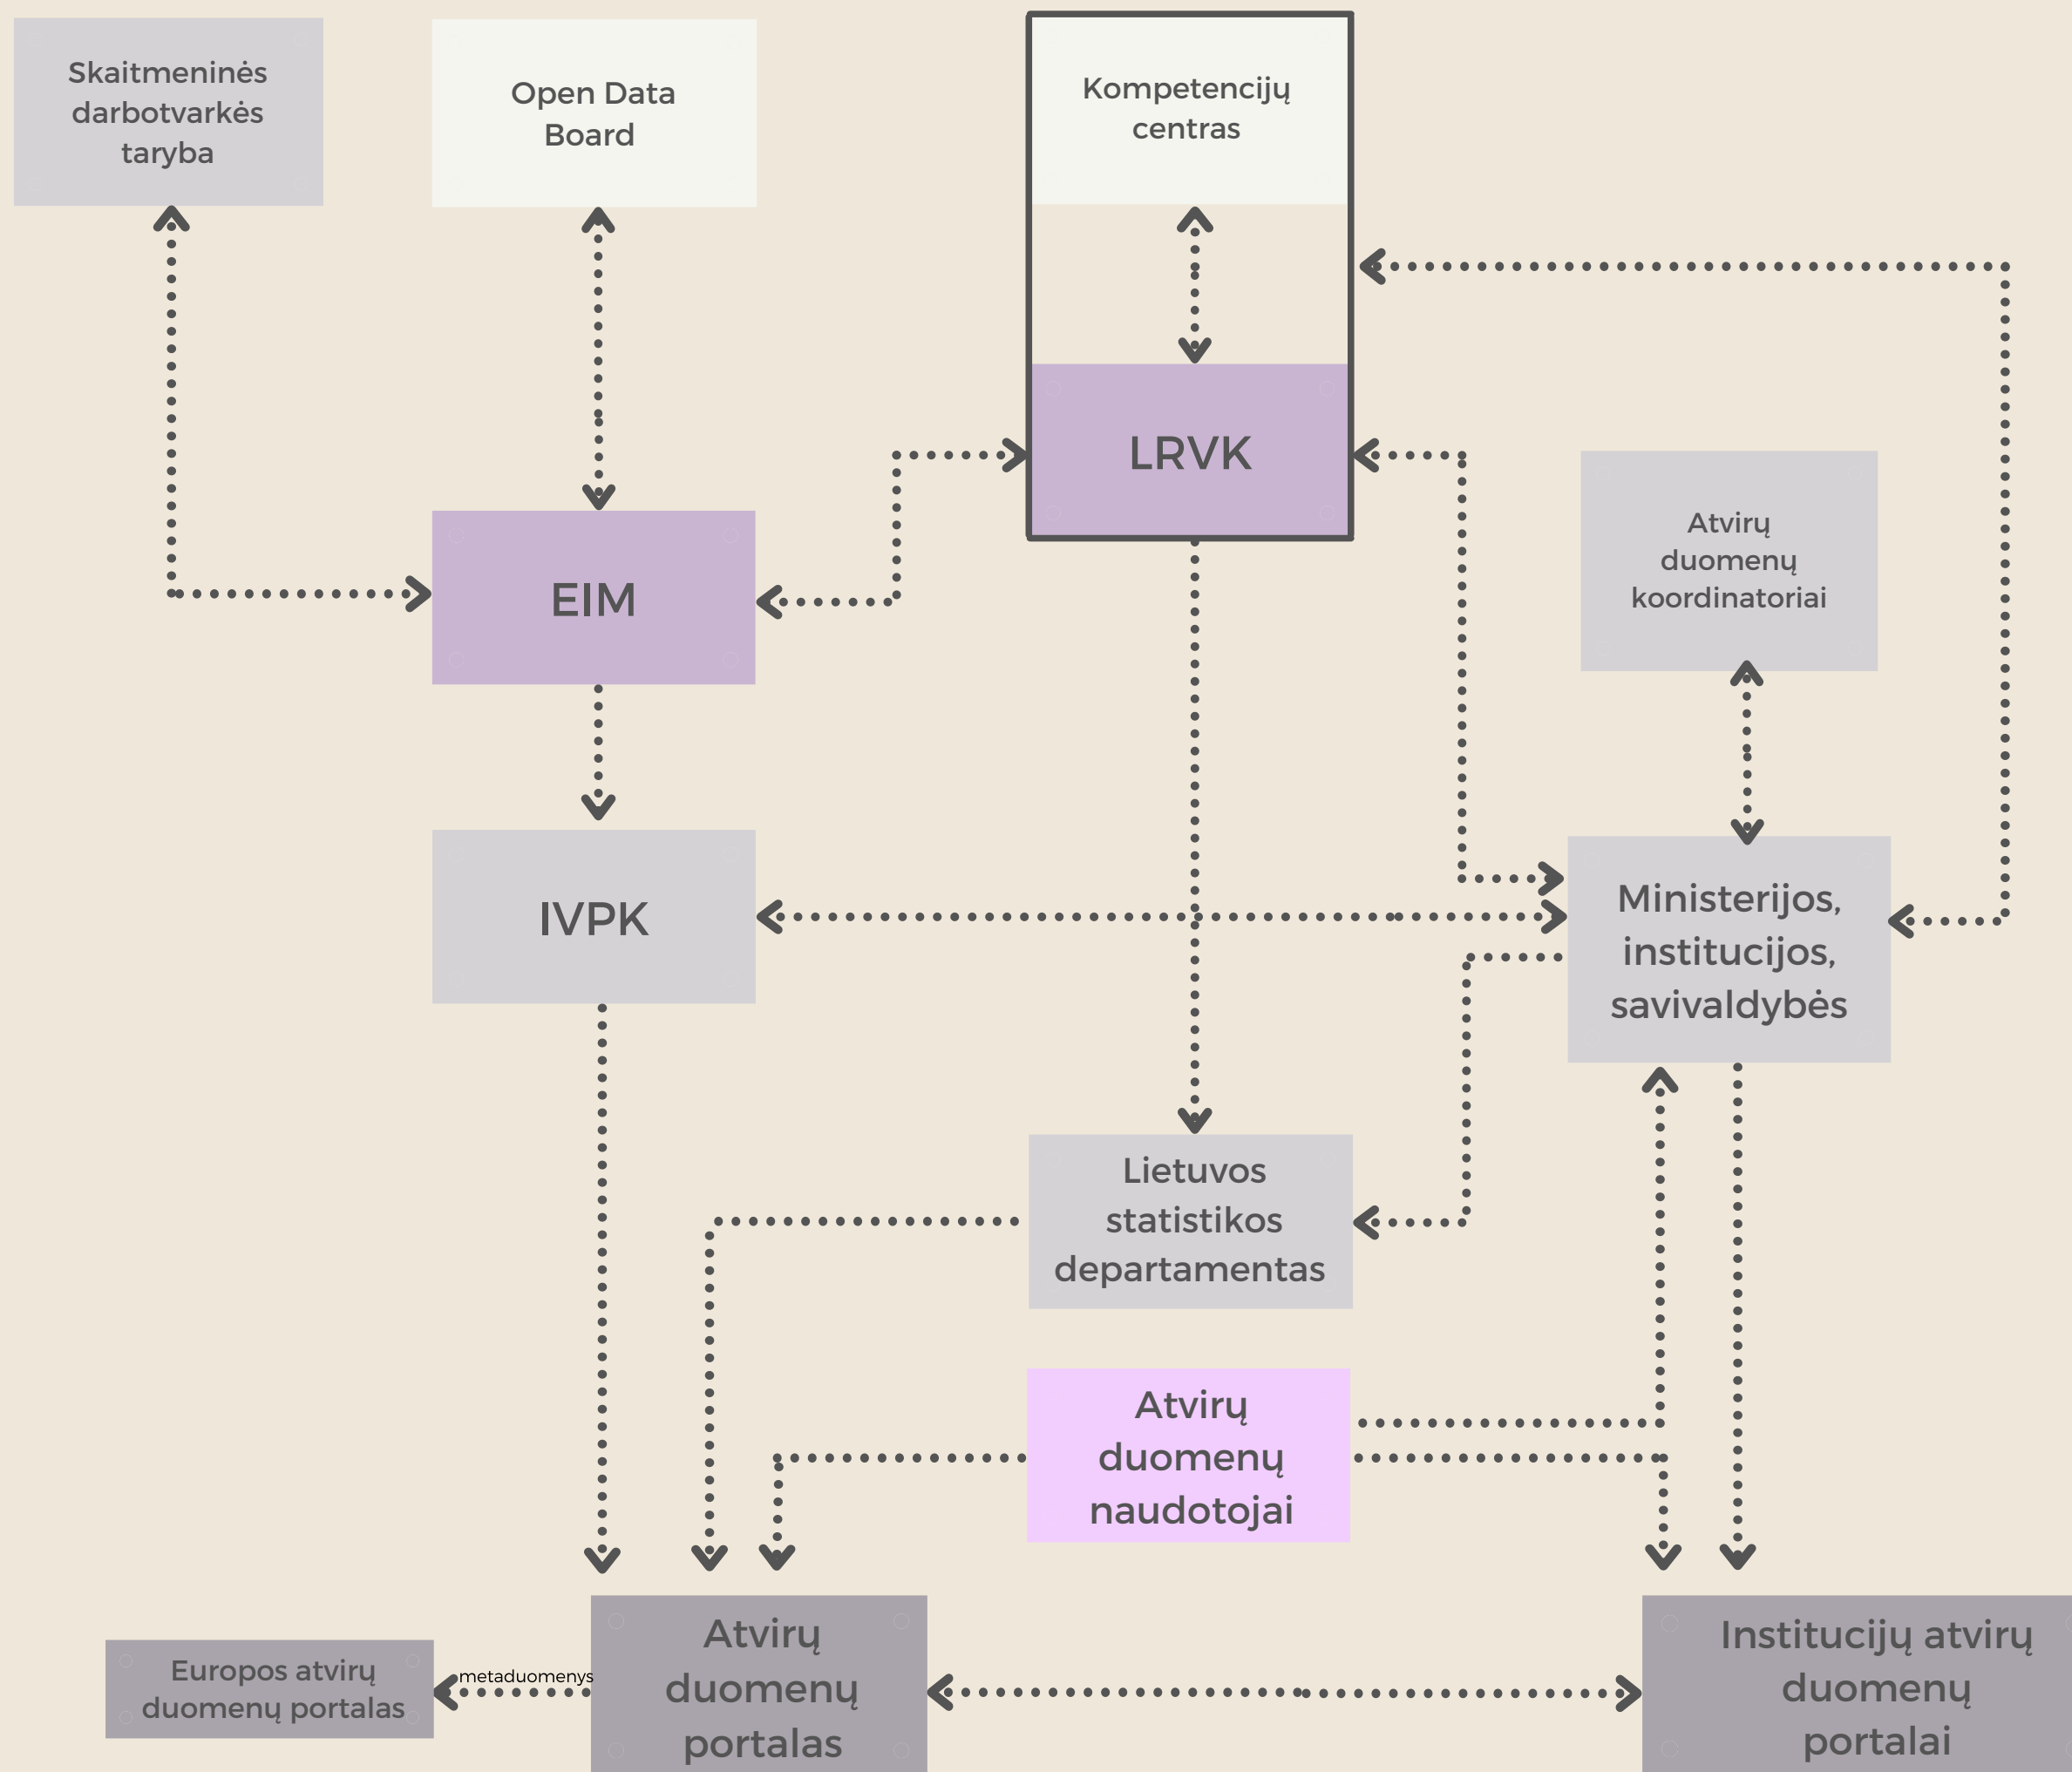 Skaitmeninės
darbotvarkės
taryba
Open Data
Board
Kompetencijų
centras
LRVK
Atvirų
duomenų
koordinatoriai
EIM
IVPK
Ministerijos,
institucijos,
savivaldybės
Lietuvos
statistikos
departamentas
Atvirų
duomenų
naudotojai
Europos atvirų
duomenų portalas
metaduomenys
Atvirų
duomenų
portalas
Institucijų atvirų
duomenų
portalai